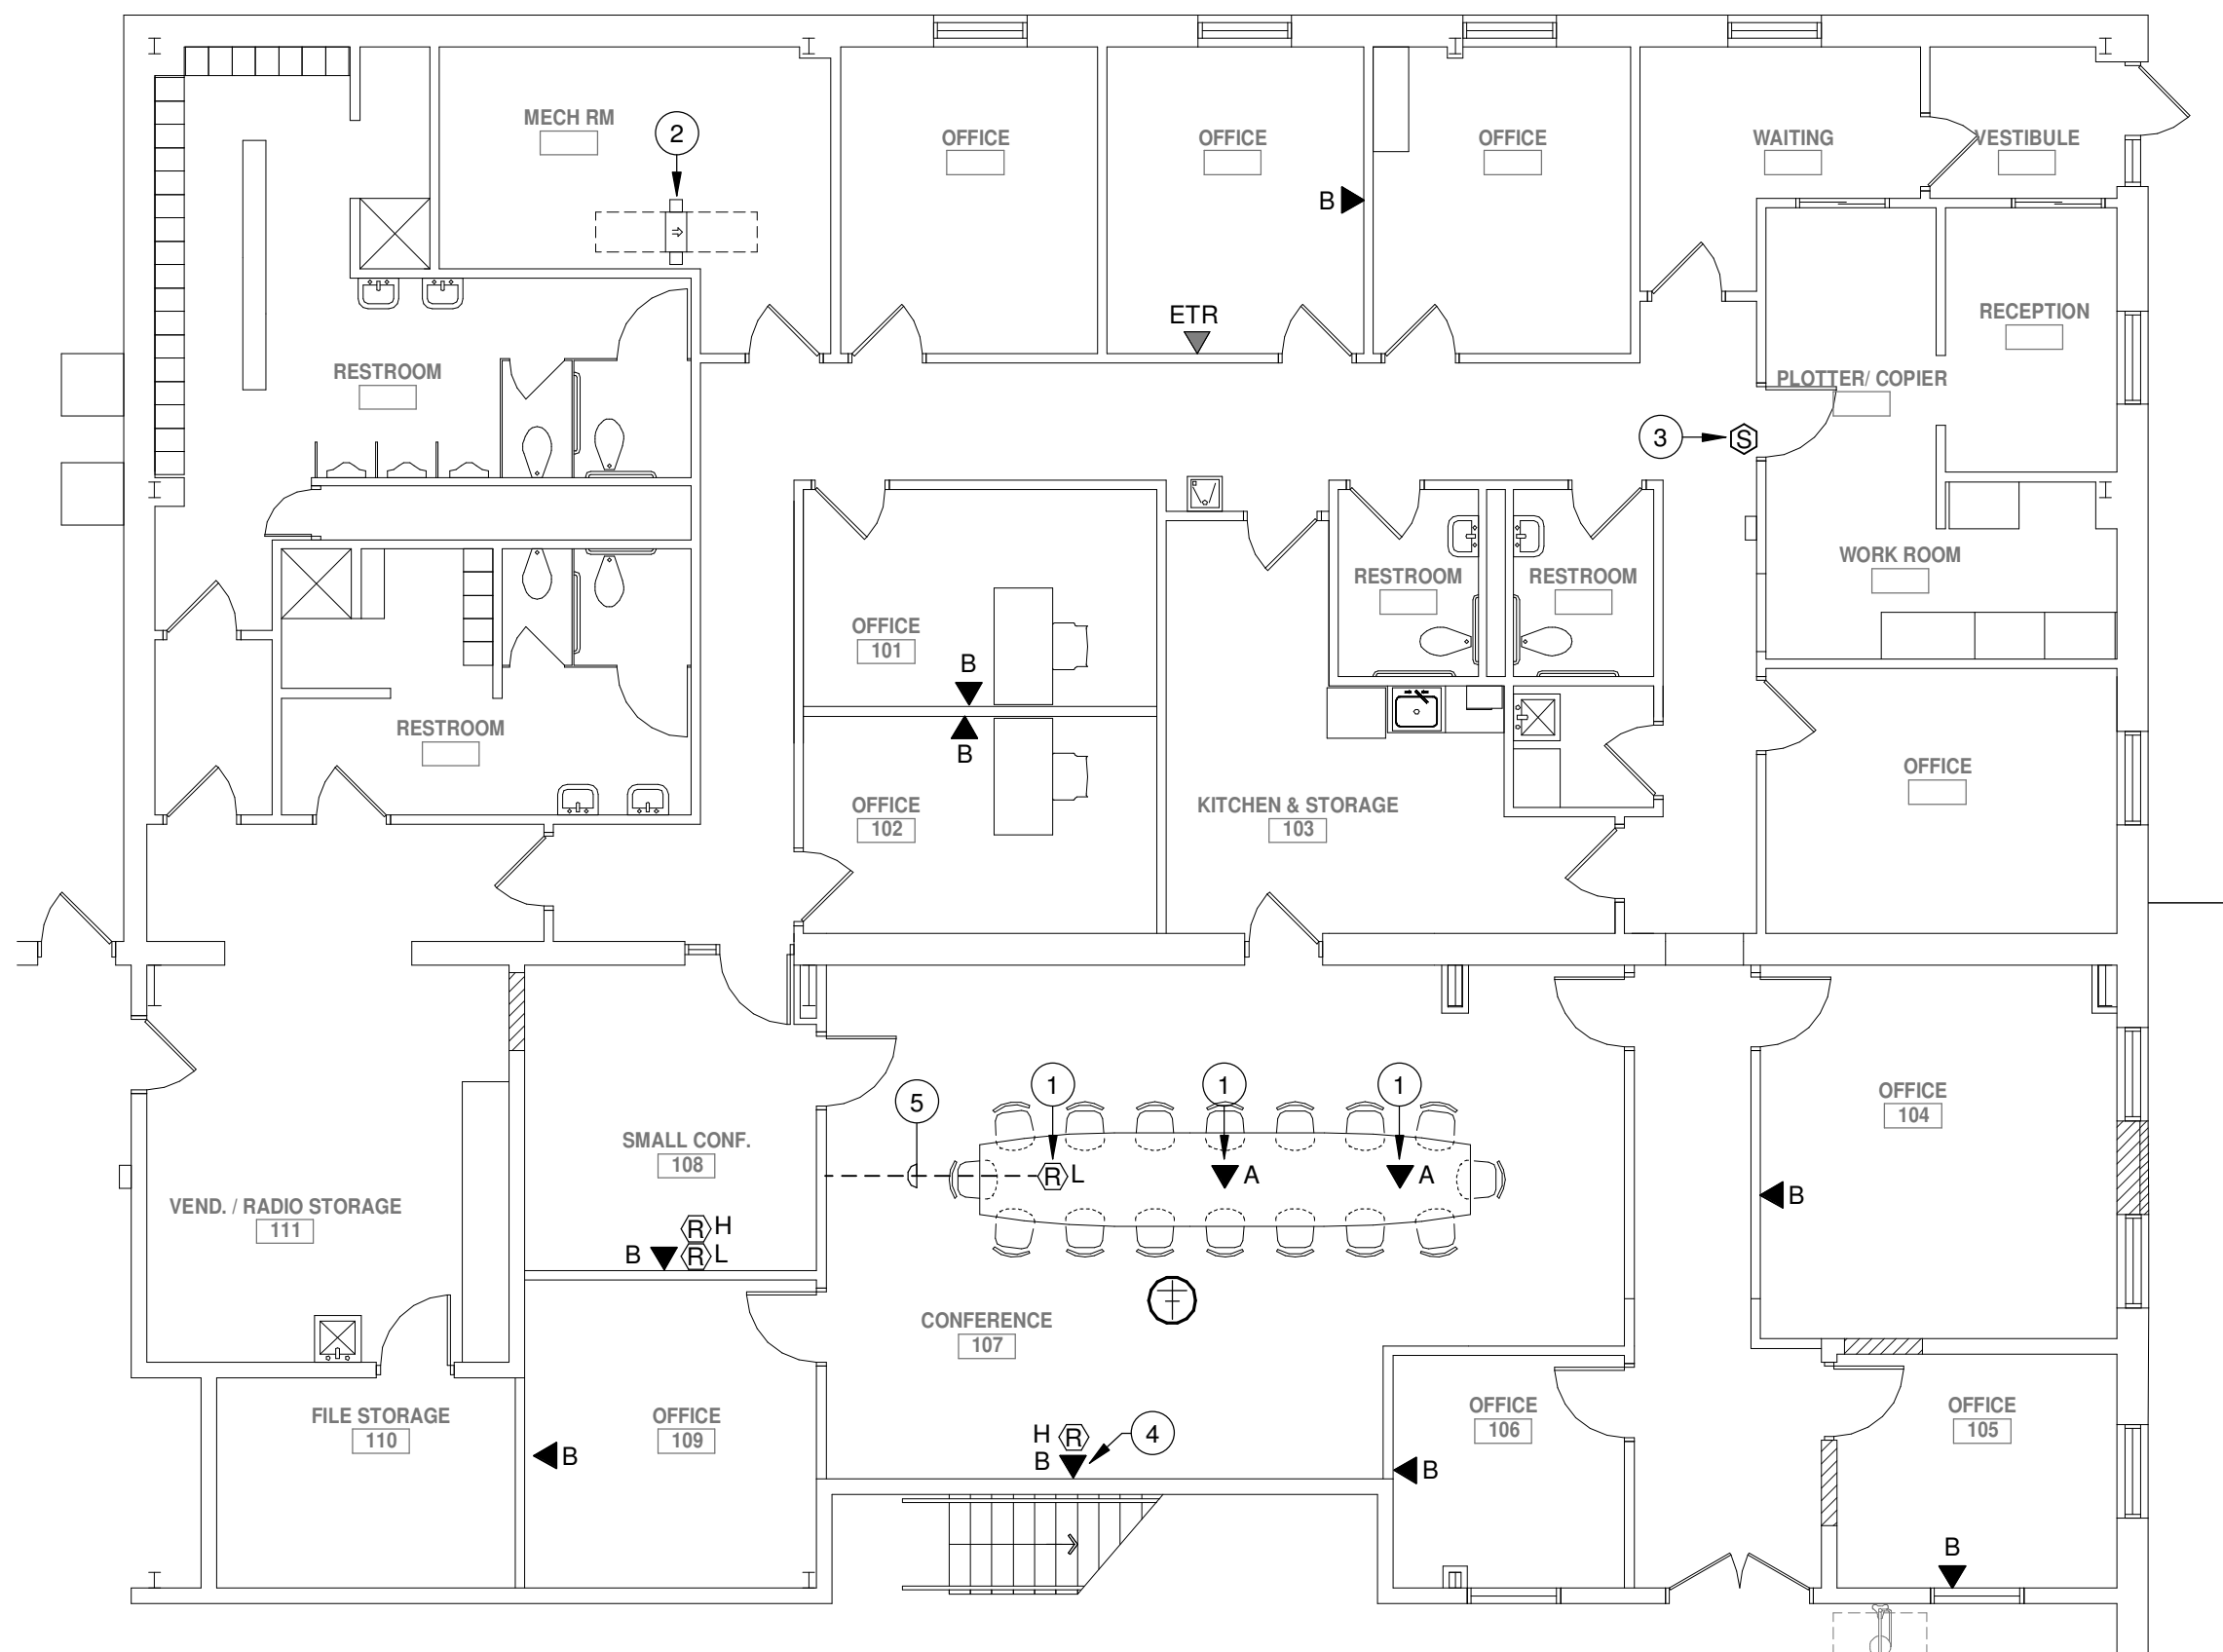 MECH RM
2
OFFICE
OFFICE
OFFICE
WAITING
VESTIBULE
B
ETR
RECEPTION
RESTROOM
PLOTTER/ COPIER
3
S
WORK ROOM
RESTROOM
RESTROOM
OFFICE
101
B
B
RESTROOM
OFFICE
102
KITCHEN & STORAGE
103
OFFICE
1
1
1
5
OFFICE
104
SMALL CONF.
108
R L
A
A
B
VEND. / RADIO STORAGE
111
R H
B
R L
CONFERENCE
107
FILE STORAGE
110
OFFICE
109
B
H R
B
4
OFFICE
106
B
OFFICE
105
B